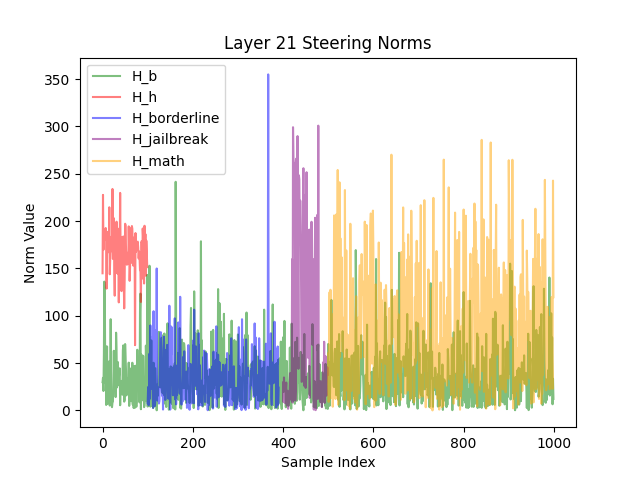 Layer 21 Steering Norms
H_b
H_h
H_borderline
H_jailbreak
H_math
Norm Value
350
300
250
200
150
100
50
0
0 200 400 600 800 1000
Sample Index